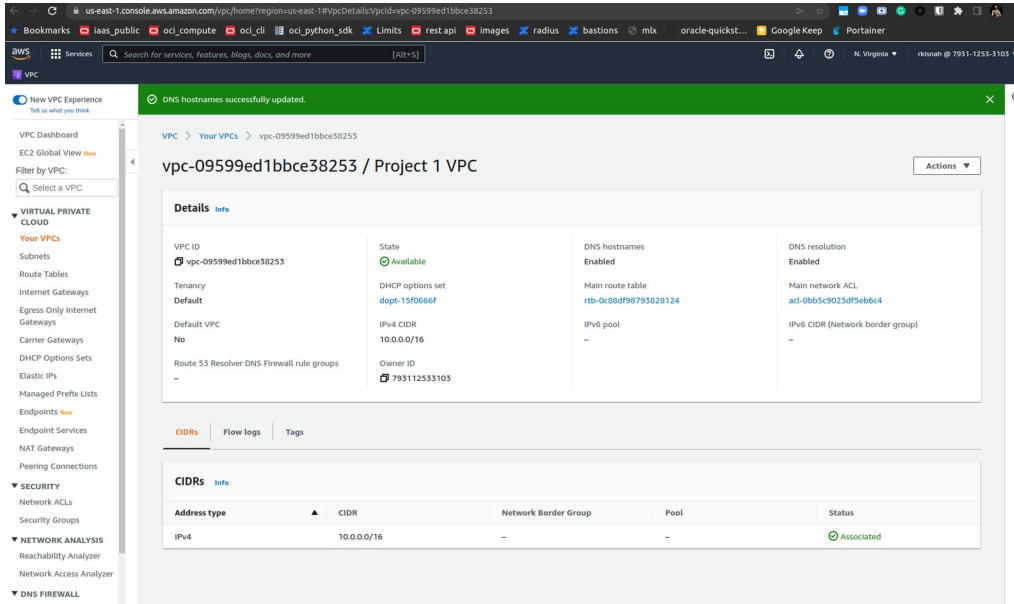 us-east-1.console.aws.amazon.com/vpc/home?region=us-east-1#VpcDetails:VpcId=vpc-09599ed1bbce38253
Bookmarks iaas_public oci_compute oci_cli oci_python_sdk Limits rest api images radius bastions mlx oracle-quickst... Google Keep Portainer
aws Services Search for services, features, blogs, docs, and more [Alt+S] N. Virginia ▼ rkisnah @ 7931-1253-3103
VPC
New VPC Experience
Tell us what you think
DNS hostnames successfully updated.
VPC Dashboard
EC2 Global View New
Filter by VPC:
Select a VPC
VIRTUAL PRIVATE
CLOUD
Your VPCs
Subnets
Route Tables
Internet Gateways
Egress Only Internet
Gateways
Carrier Gateways
DHCP Options Sets
Elastic IPs
Managed Prefix Lists
Endpoints New
Endpoint Services
NAT Gateways
Peering Connections
SECURITY
Network ACLs
Security Groups
NETWORK ANALYSIS
Reachability Analyzer
Network Access Analyzer
DNS FIREWALL
VPC > Your VPCs > vpc-09599ed1bbce38253
vpc-09599ed1bbce38253 / Project 1 VPC
Actions ▼
Details Info
VPC ID
vpc-09599ed1bbce38253
State
Available
DNS hostnames
Enabled
DNS resolution
Enabled
Tenancy
Default
DHCP options set
dopt-15f0666f
Main route table
rtb-0c88df98793828124
Main network ACL
acl-0bb5c9023df5eb6c4
Default VPC
No
IPv4 CIDR
10.0.0.0/16
IPv6 pool
–
IPv6 CIDR (Network border group)
–
Route 53 Resolver DNS Firewall rule groups
–
Owner ID
793112533103
CIDRs Flow logs Tags
CIDRs Info
Address type ▲ CIDR Network Border Group Pool Status
IPv4 10.0.0.0/16 – – Associated